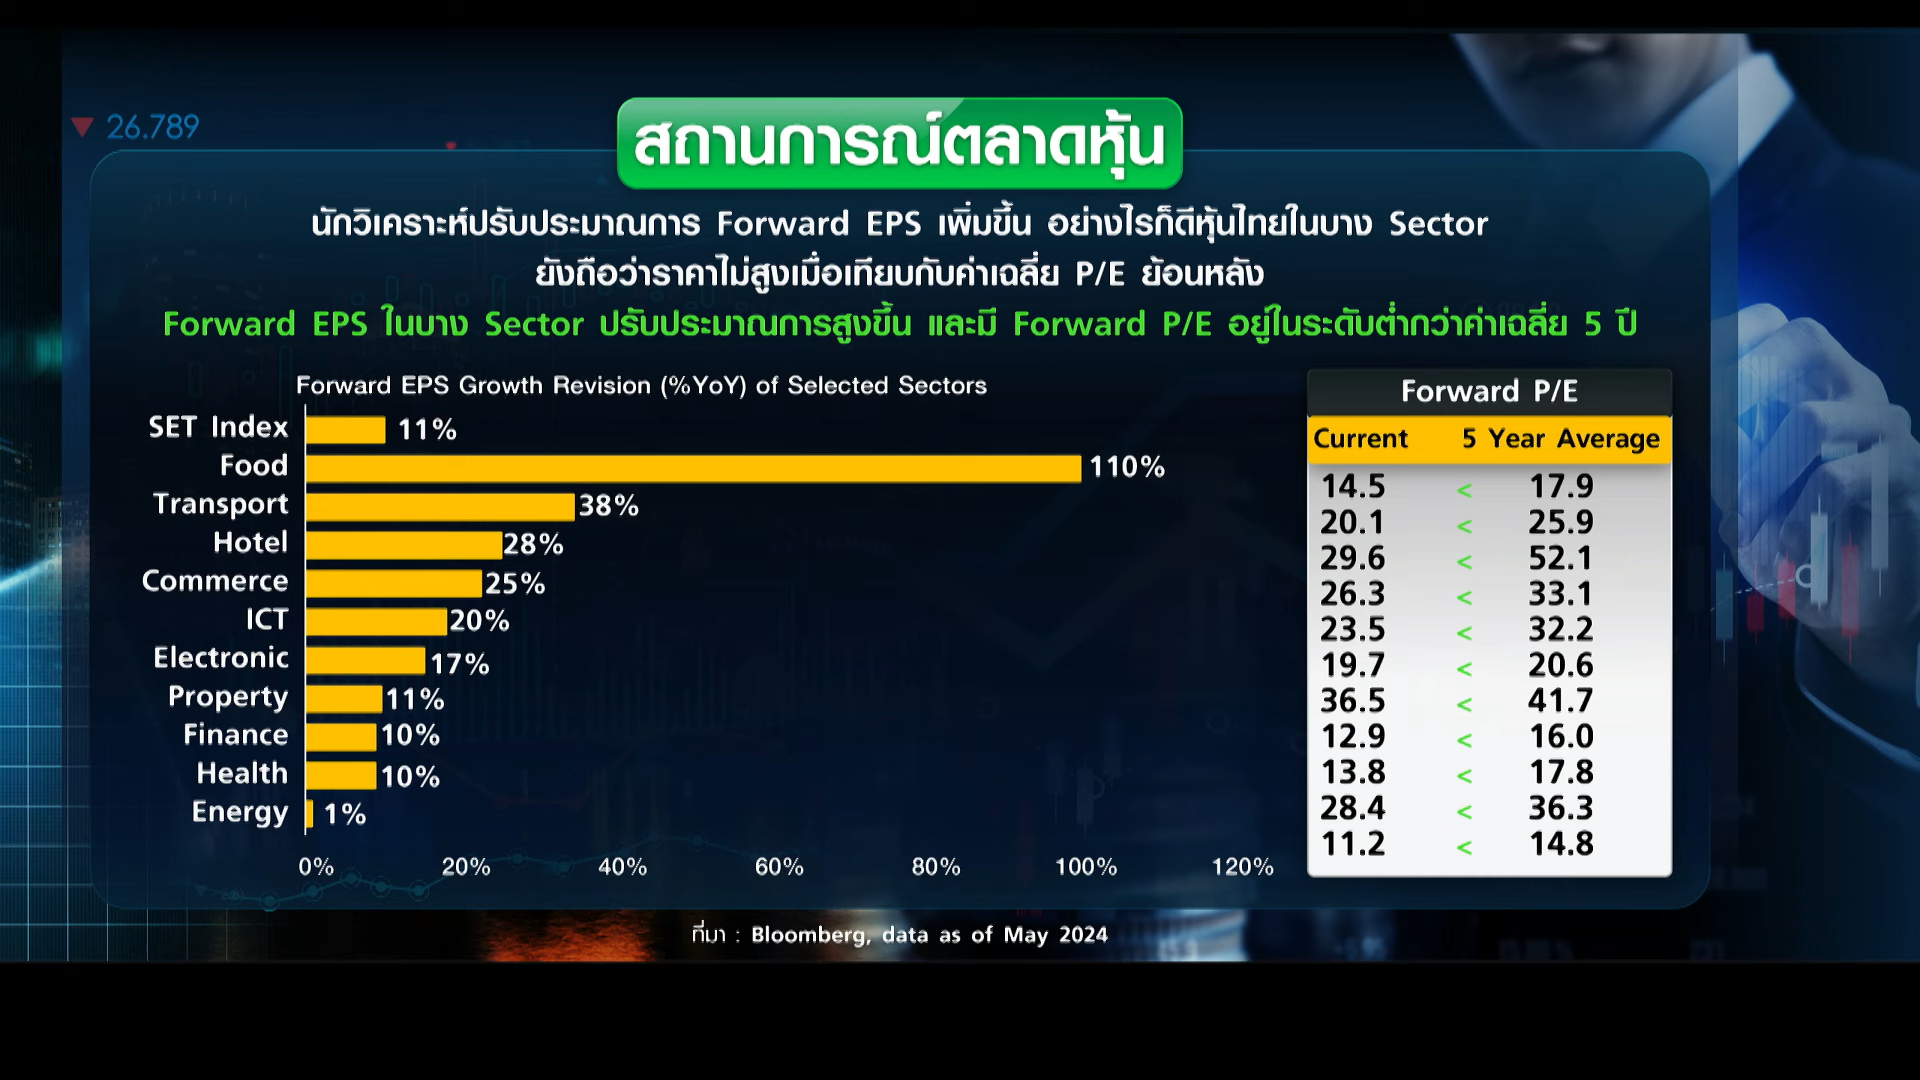 26.789
สถานการณ์ตลาดหุ้น
นักวิเคราะห์ปรับประมาณการ Forward EPS เพิ่มขึ้น อย่างไรก็ดีหุ้นไทยในบาง Sector
ยังถือว่าราคาไม่สูงเมื่อเทียบกับค่าเฉลี่ย P/E ย้อนหลัง
Forward EPS ในบาง Sector ปรับประมาณการสูงขึ้น และมี Forward P/E อยู่ในระดับต่ำกว่าค่าเฉลี่ย 5 ปี
Forward EPS Growth Revision (%YoY) of Selected Sectors
SET Index 11%
Food 110%
Transport 38%
Hotel 28%
Commerce 25%
ICT 20%
Electronic 17%
Property 11%
Finance 10%
Health 10%
Energy 1%
0% 20% 40% 60% 80% 100% 120%
Forward P/E
Current 5 Year Average
14.5 < 17.9
20.1 < 25.9
29.6 < 52.1
26.3 < 33.1
23.5 < 32.2
19.7 < 20.6
36.5 < 41.7
12.9 < 16.0
13.8 < 17.8
28.4 < 36.3
11.2 < 14.8
ที่มา : Bloomberg, data as of May 2024